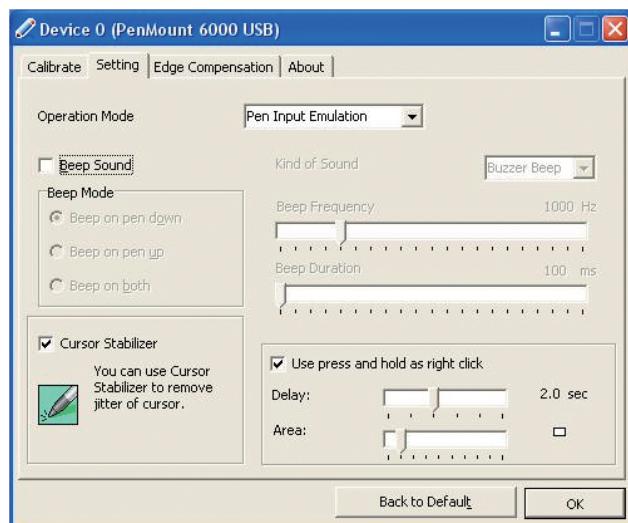 Device 0 (PenMount 6000 USB)
Calibrate Setting Edge Compensation About
Operation Mode Pen Input Emulation
Beep Sound Kind of Sound Buzzer Beep
Beep Mode
Beep on pen down
Beep on pen up
Beep on both
Beep Frequency 1000 Hz
Beep Duration 100 ms
Cursor Stabilizer
You can use Cursor
Stabilizer to remove
jitter of cursor.
Use press and hold as right click
Delay: 2.0 sec
Area:
Back to Default OK